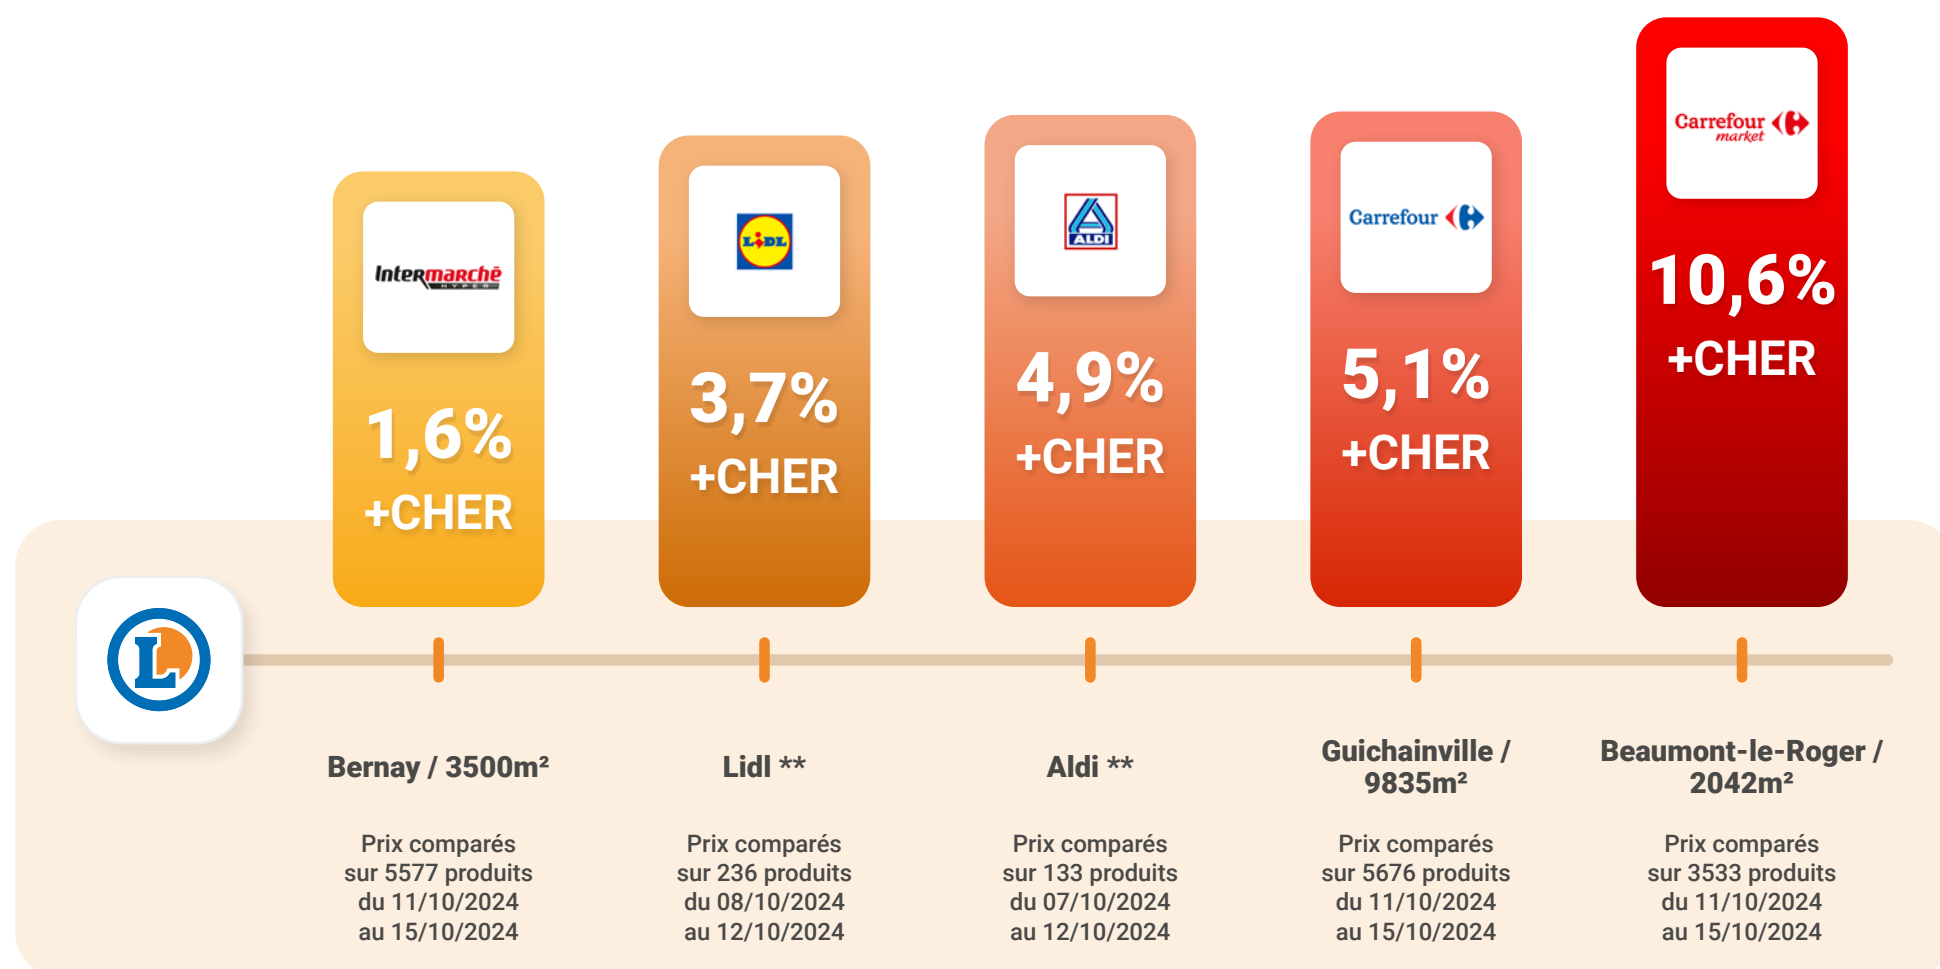 Intermarchē
HYPER
1,6%
+CHER
LIDL
3,7%
+CHER
ALDI
4,9%
+CHER
Carrefour
5,1%
+CHER
Carrefour
market
10,6%
+CHER
L
Bernay / 3500m²
Prix comparés
sur 5577 produits
du 11/10/2024
au 15/10/2024
Lidl **
Prix comparés
sur 236 produits
du 08/10/2024
au 12/10/2024
Aldi **
Prix comparés
sur 133 produits
du 07/10/2024
au 12/10/2024
Guichainville /
9835m²
Prix comparés
sur 5676 produits
du 11/10/2024
au 15/10/2024
Beaumont-le-Roger /
2042m²
Prix comparés
sur 3533 produits
du 11/10/2024
au 15/10/2024